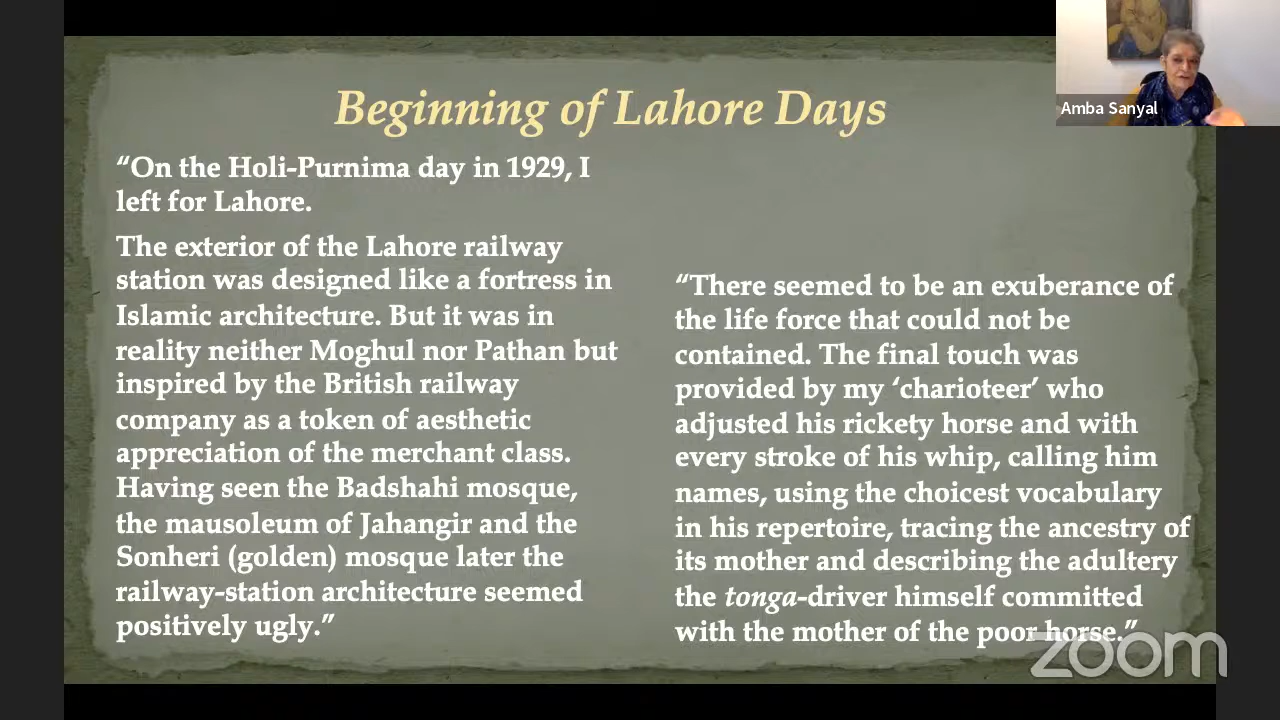 Beginning of Lahore Days
“On the Holi-Purnima day in 1929, I
left for Lahore.
The exterior of the Lahore railway
station was designed like a fortress in
Islamic architecture. But it was in
reality neither Moghul nor Pathan but
inspired by the British railway
company as a token of aesthetic
appreciation of the merchant class.
Having seen the Badshahi mosque,
the mausoleum of Jahangir and the
Sonheri (golden) mosque later the
railway-station architecture seemed
positively ugly.”
“There seemed to be an exuberance of
the life force that could not be
contained. The final touch was
provided by my ‘charioteer’ who
adjusted his rickety horse and with
every stroke of his whip, calling him
names, using the choicest vocabulary
in his repertoire, tracing the ancestry of
its mother and describing the adultery
the tonga-driver himself committed
with the mother of the poor horse.”
Amba Sanyal
zoom